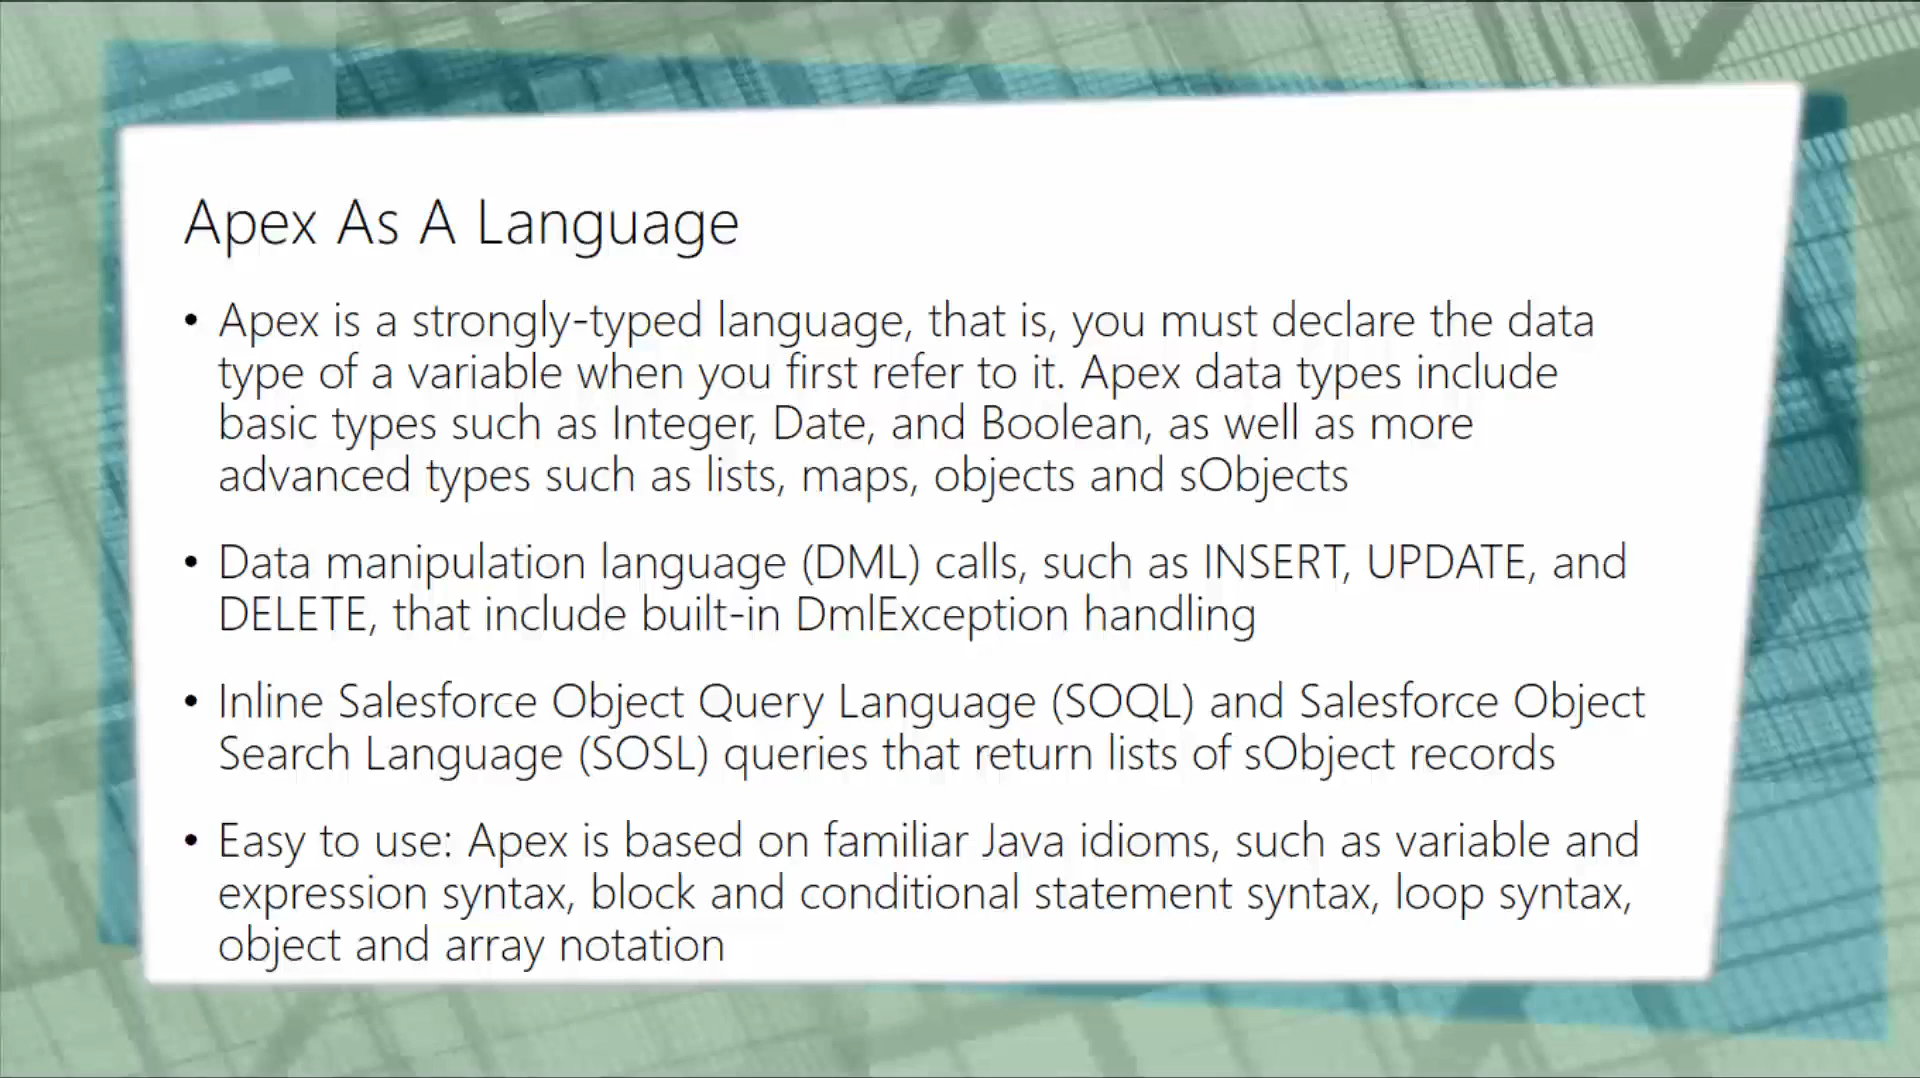 Apex As A Language
• Apex is a strongly-typed language, that is, you must declare the data
type of a variable when you first refer to it. Apex data types include
basic types such as Integer, Date, and Boolean, as well as more
advanced types such as lists, maps, objects and sObjects
• Data manipulation language (DML) calls, such as INSERT, UPDATE, and
DELETE, that include built-in DmlException handling
• Inline Salesforce Object Query Language (SOQL) and Salesforce Object
Search Language (SOSL) queries that return lists of sObject records
• Easy to use: Apex is based on familiar Java idioms, such as variable and
expression syntax, block and conditional statement syntax, loop syntax,
object and array notation